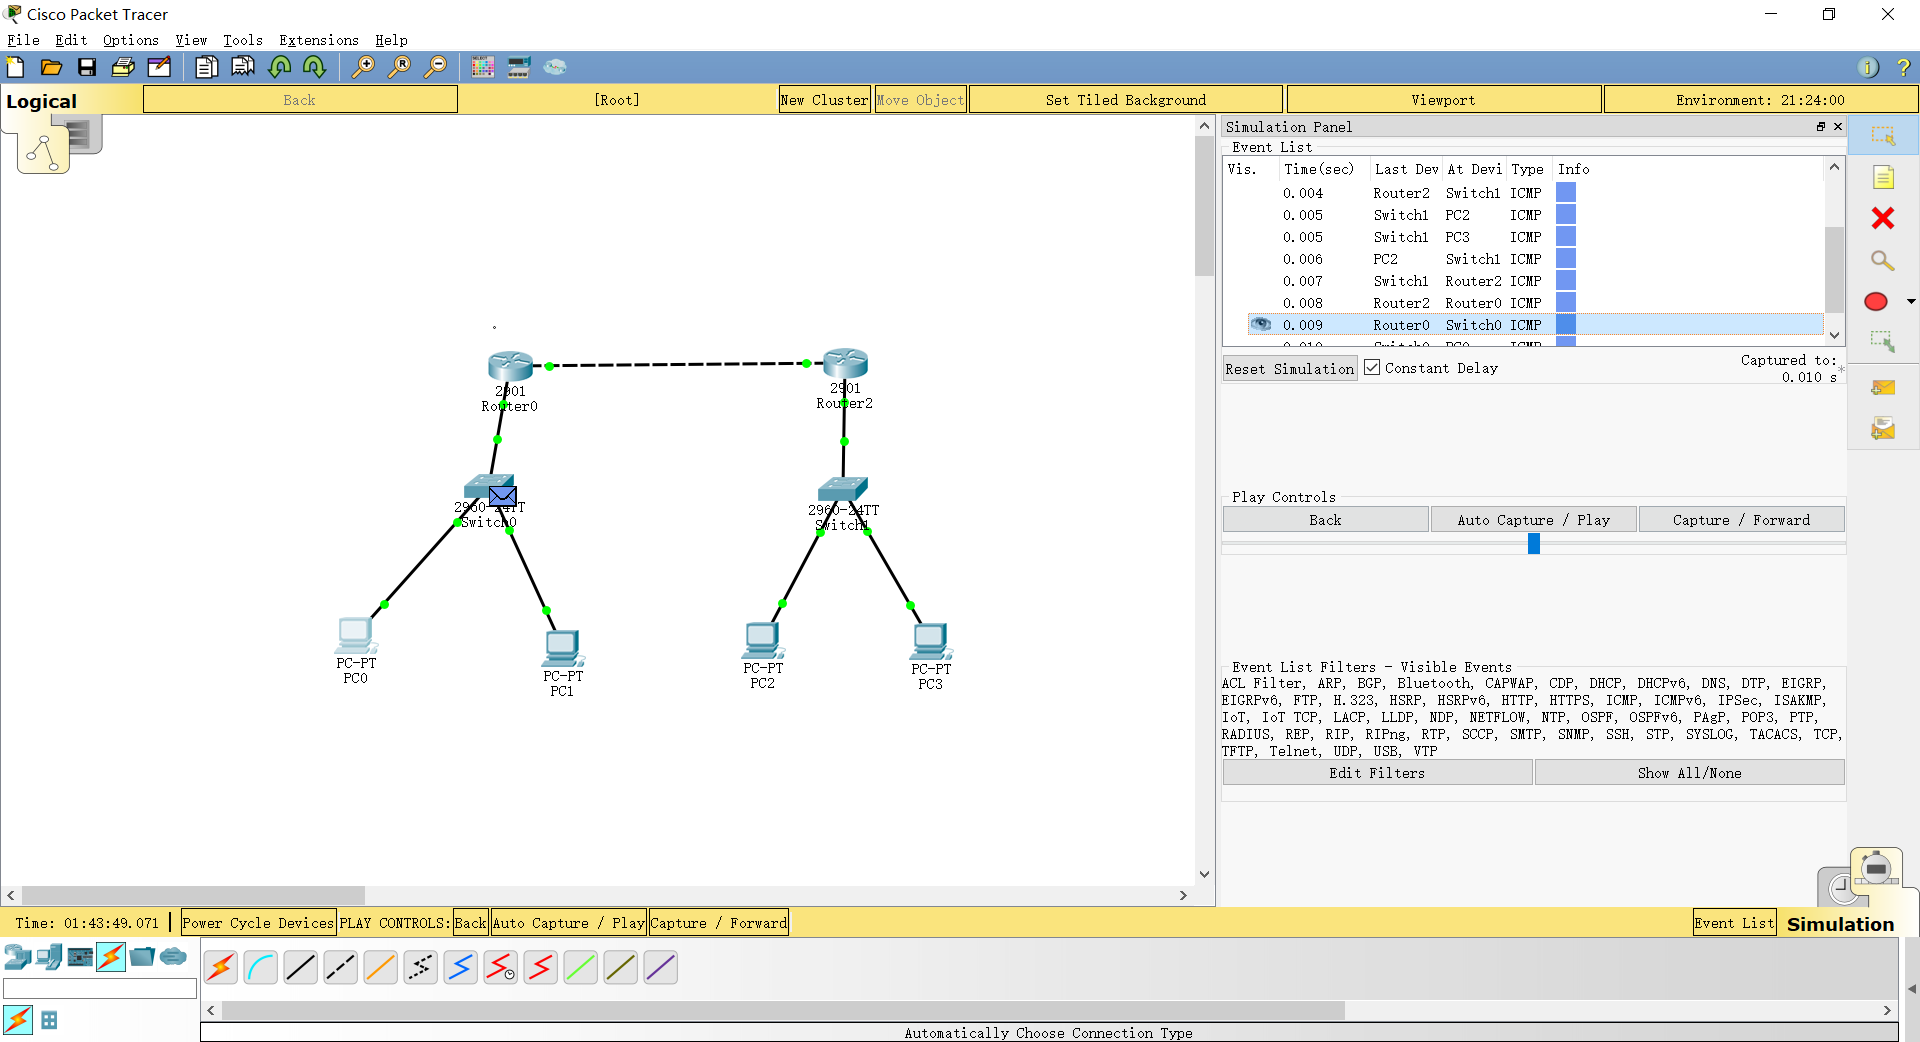 Cisco Packet Tracer
File Edit Options View Tools Extensions Help
Logical
Back
[Root]
New Cluster
Move Object
Set Tiled Background
Viewport
Environment: 21:24:00
Simulation Panel
Event List
Vis. Time(sec) Last Dev At Devi Type Info
0.004 Router2 Switch1 ICMP
0.005 Switch1 PC2 ICMP
0.005 Switch1 PC3 ICMP
0.006 PC2 Switch1 ICMP
0.007 Switch1 Router2 ICMP
0.008 Router2 Router0 ICMP
0.009 Router0 Switch0 ICMP
0.010 Switch0 PC0 ICMP
Reset Simulation
Constant Delay
Captured to:
0.010 s
Play Controls
Back
Auto Capture / Play
Capture / Forward
Event List Filters - Visible Events
ACL Filter, ARP, BGP, Bluetooth, CAPWAP, CDP, DHCP, DHCPv6, DNS, DTP, EIGRP,
EIGRPv6, FTP, H.323, HSRP, HSRPv6, HTTP, HTTPS, ICMP, ICMPv6, IPSec, ISAKMP,
IoT, IoT TCP, LACP, LLDP, NDP, NETFLOW, NTP, OSPF, OSPFv6, PAgP, POP3, PTP,
RADIUS, REP, RIP, RIPng, RTP, SCCP, SMTP, SNMP, SSH, STP, SYSLOG, TACACS, TCP,
TFTP, Telnet, UDP, USB, VTP
Edit Filters
Show All/None
2901
Router0
2901
Router2
2960-24TT
Switch0
2960-24TT
Switch1
PC-PT
PC0
PC-PT
PC1
PC-PT
PC2
PC-PT
PC3
Time: 01:43:49.071
Power Cycle Devices
PLAY CONTROLS:
Back
Auto Capture / Play
Capture / Forward
Event List
Simulation
Automatically Choose Connection Type